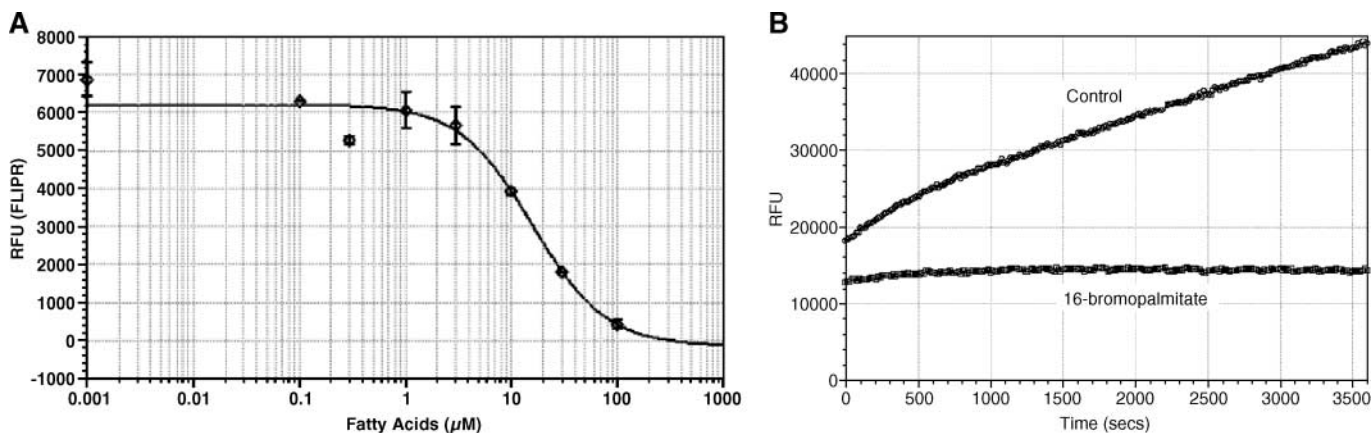 A
RFU (FLIPR)
8000
7000
6000
5000
4000
3000
2000
1000
0
-1000
0.001 0.01 0.1 1 10 100 1000
Fatty Acids (µM)
B
RFU
40000
30000
20000
10000
0
Control
16-bromopalmitate
0 500 1000 1500 2000 2500 3000 3500
Time (secs)